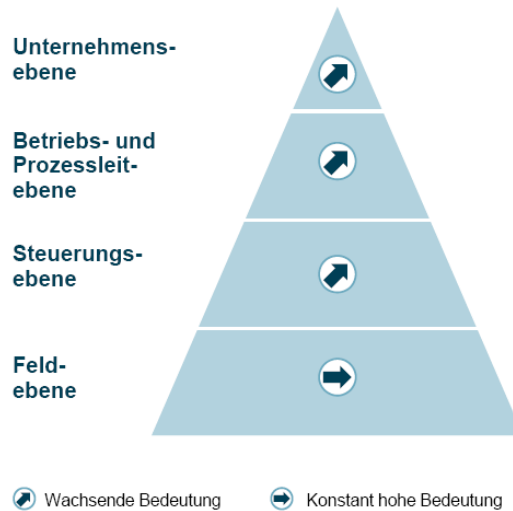 Unternehmens-
ebene
Betriebs- und
Prozessleit-
ebene
Steuerungs-
ebene
Feld-
ebene
Wachsende Bedeutung
Konstant hohe Bedeutung